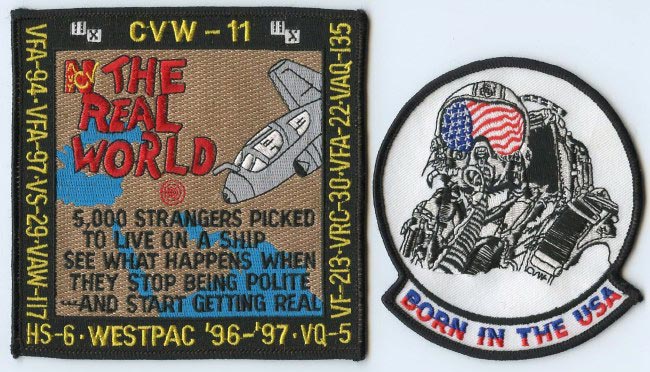 CVW-11
VFA-94·VFA-97·VS-29·VAW-117
THE
REAL
WORLD
5,000 STRANGERS PICKED
TO LIVE ON A SHIP
SEE WHAT HAPPENS WHEN
THEY STOP BEING POLITE
---AND START GETTING REAL
VF-213·VRC-30·VFA-22·VAQ-135
HS-6·WESTPAC '96-'97·VQ-5
BORN IN THE USA